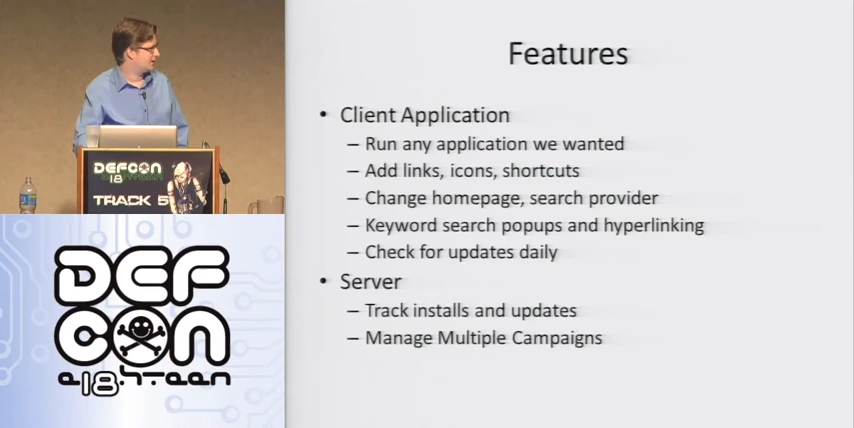 DEFCON
18
TRACK 5
DEF
CON
e18hteen
Features
• Client Application
– Run any application we wanted
– Add links, icons, shortcuts
– Change homepage, search provider
– Keyword search popups and hyperlinking
– Check for updates daily
• Server
– Track installs and updates
– Manage Multiple Campaigns